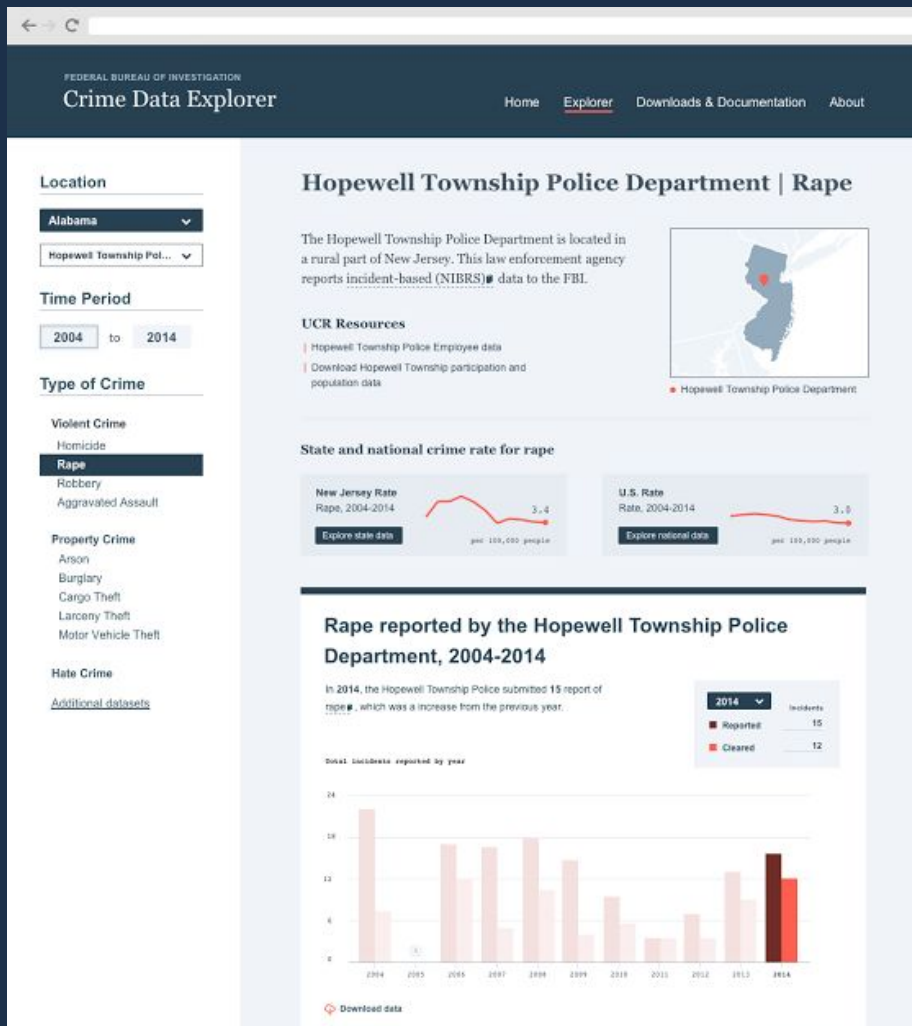 FEDERAL BUREAU OF INVESTIGATION
Crime Data Explorer
Home Explorer Downloads & Documentation About
Location
Alabama
Hopewell Township Pol...
Time Period
2004 to 2014
Type of Crime
Violent Crime
Homicide
Rape
Robbery
Aggravated Assault
Property Crime
Arson
Burglary
Cargo Theft
Larceny Theft
Motor Vehicle Theft
Hate Crime
Additional datasets
Hopewell Township Police Department | Rape
The Hopewell Township Police Department is located in
a rural part of New Jersey. This law enforcement agency
reports incident-based (NIBRS) data to the FBI.
UCR Resources
Hopewell Township Police Employee data
Download Hopewell Township participation and
population data
Hopewell Township Police Department
State and national crime rate for rape
New Jersey Rate
Rape, 2004-2014
3.4
Explore state data
per 100,000 people
U.S. Rate
Rate, 2004-2014
Explore national data
per 100,000 people
Rape reported by the Hopewell Township Police
Department, 2004-2014
In 2014, the Hopewell Township Police submitted 15 report of
rape, which was a increase from the previous year.
2014 Incidents
Reported 15
Cleared 12
Total incidents reported by year
24
18
12
6
0
2004 2005 2006 2007 2008 2009 2010 2011 2012 2013 2014
Download data